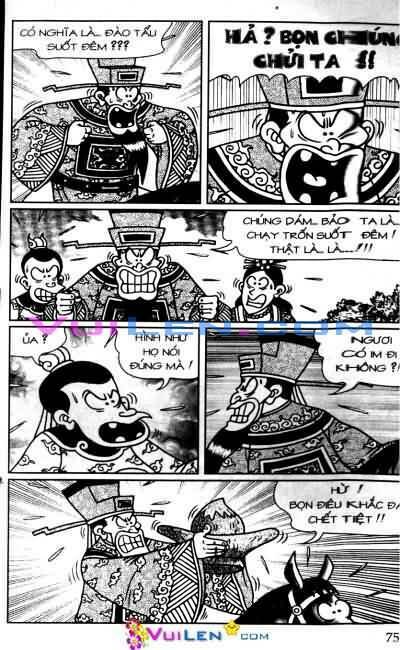 CÓ NGHĨA LÀ... ĐÀO TẨU
SUỐT ĐÊM ???
HẢ? BỌN CHÚNG
CHỬI TA !!
CHÚNG DÁM... BẢO TA LÀ...
CHẠY TRỐN SUỐT ĐÊM!
THẬT LÀ... LÀ....!!!
VUILEN.COM
ỦA?
HÌNH NHƯ
HỌ NÓI
ĐÚNG MÀ!
NGƯƠI
CÓ IM ĐI
KHÔNG?!
HỪ!
BỌN ĐIÊU KHẮC ĐÁ
CHẾT TIỆT!!
75
VUILEN.COM